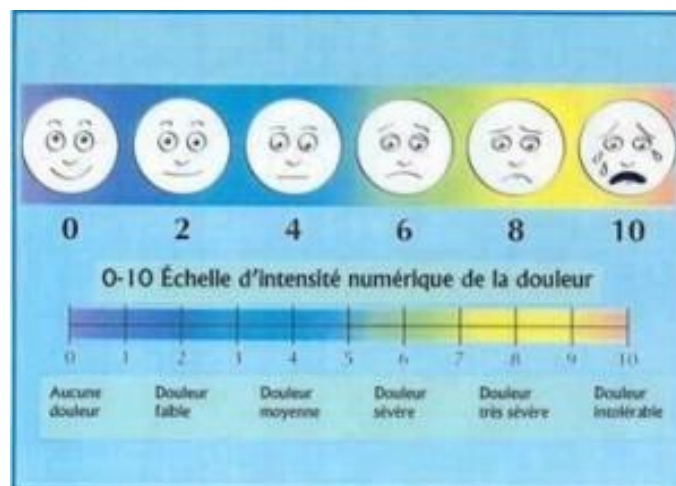 0 2 4 6 8 10
0-10 Échelle d'intensité numérique de la douleur
0 1 2 3 4 5 6 7 8 9 10
Aucune douleur
Douleur faible
Douleur moyenne
Douleur sévère
Douleur très sévère
Douleur intolérable